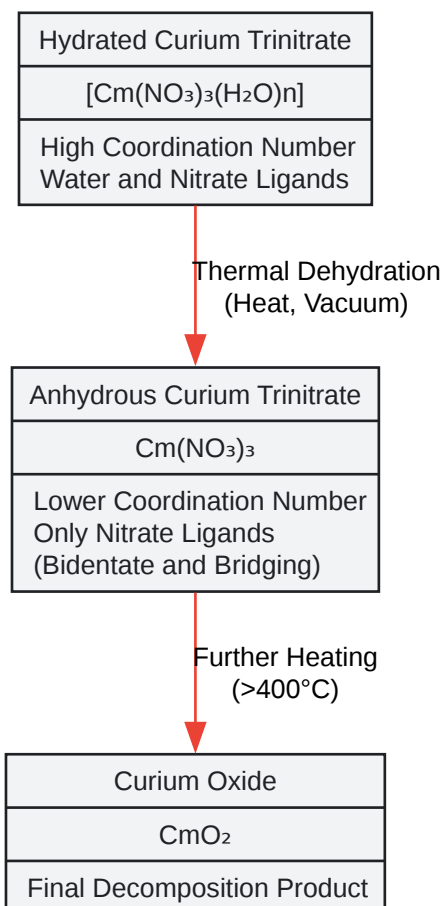 Hydrated Curium Trinitrate
[Cm(NO₃)₃(H₂O)n]
High Coordination Number
Water and Nitrate Ligands
Thermal Dehydration
(Heat, Vacuum)
Anhydrous Curium Trinitrate
Cm(NO₃)₃
Lower Coordination Number
Only Nitrate Ligands
(Bidentate and Bridging)
Further Heating
(>400°C)
Curium Oxide
CmO₂
Final Decomposition Product